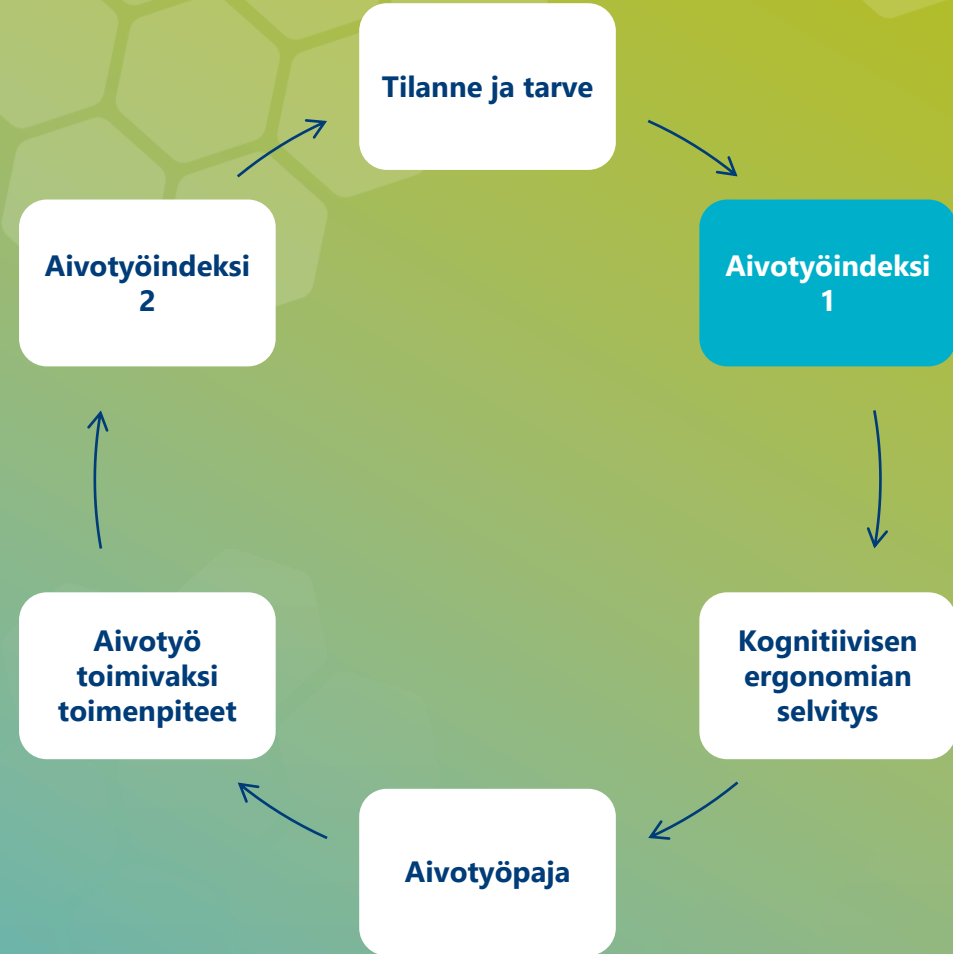 Tilanne ja tarve
Aivotyöindeksi
1
Kognitiivisen
ergonomian
selvitys
Aivotyöpaja
Aivotyö
toimivaksi
toimenpiteet
Aivotyöindeksi
2